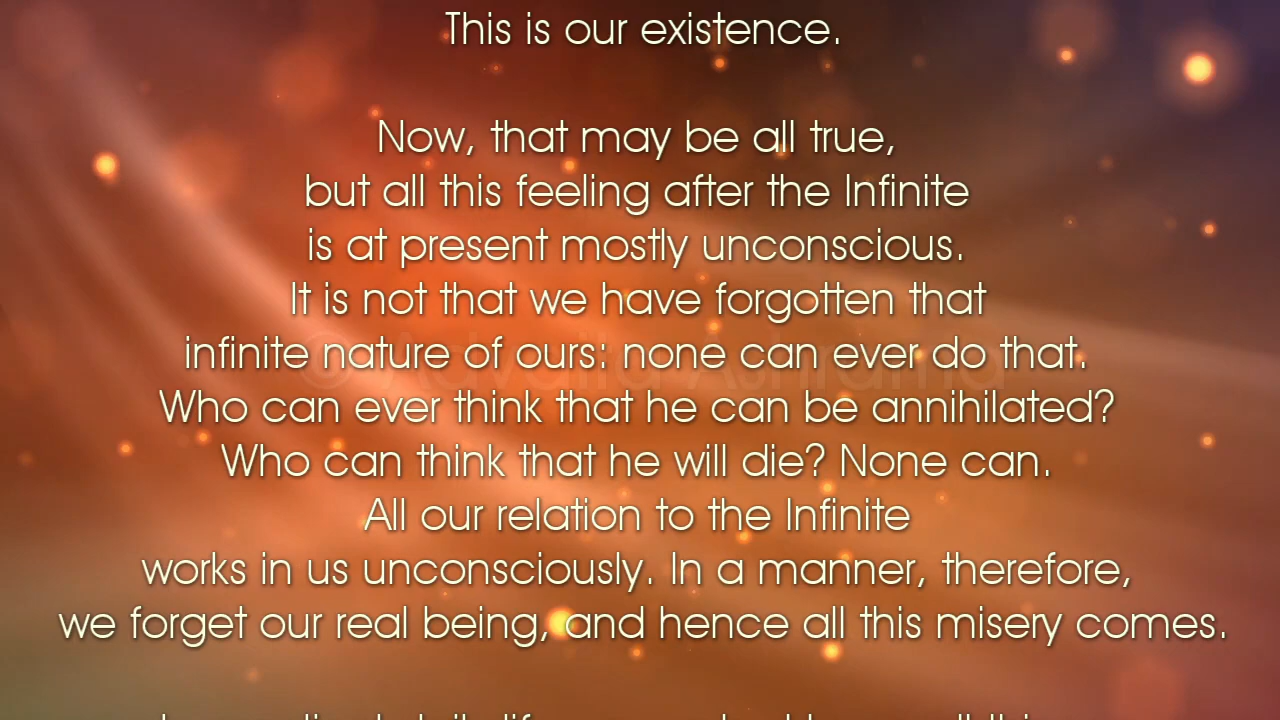 This is our existence.
Now, that may be all true,
but all this feeling after the Infinite
is at present mostly unconscious.
It is not that we have forgotten that
infinite nature of ours: none can ever do that.
© Advaita Ashrama
Who can ever think that he can be annihilated?
Who can think that he will die? None can.
All our relation to the Infinite
works in us unconsciously. In a manner, therefore,
we forget our real being, and hence all this misery comes.